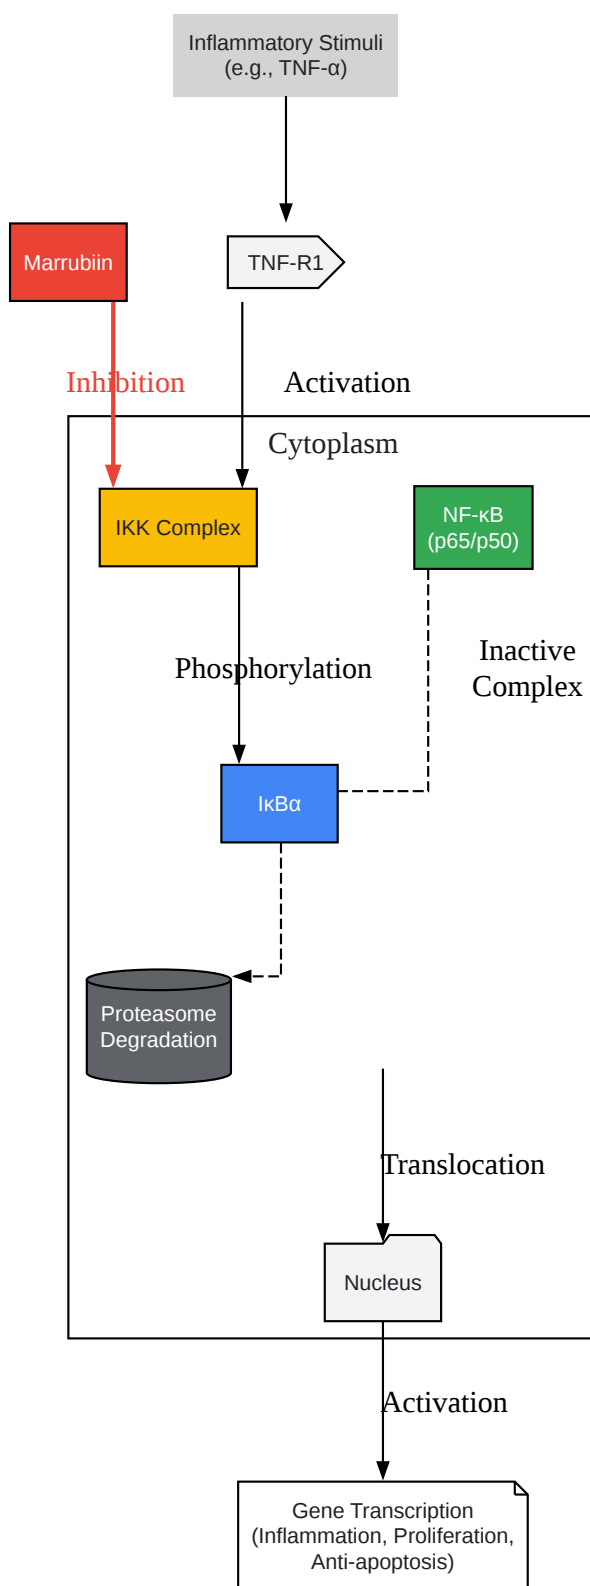 Inflammatory Stimuli
(e.g., TNF-α)
Marrubiin
TNF-R1
Inhibition
Activation
Cytoplasm
IKK Complex
NF-κB
(p65/p50)
Phosphorylation
Inactive
Complex
IκBα
Proteasome
Degradation
Translocation
Nucleus
Activation
Gene Transcription
(Inflammation, Proliferation,
Anti-apoptosis)